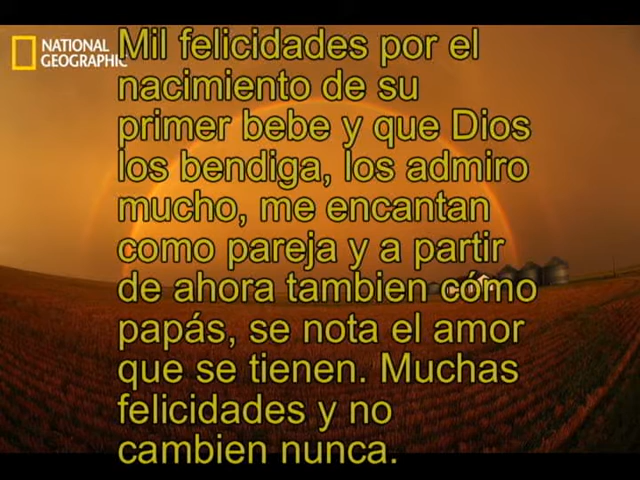 NATIONAL
GEOGRAPHIC
Mil felicidades por el
nacimiento de su
primer bebe y que Dios
los bendiga, los admiro
mucho, me encantan
como pareja y a partir
de ahora tambien cómo
papás, se nota el amor
que se tienen. Muchas
felicidades y no
cambien nunca.